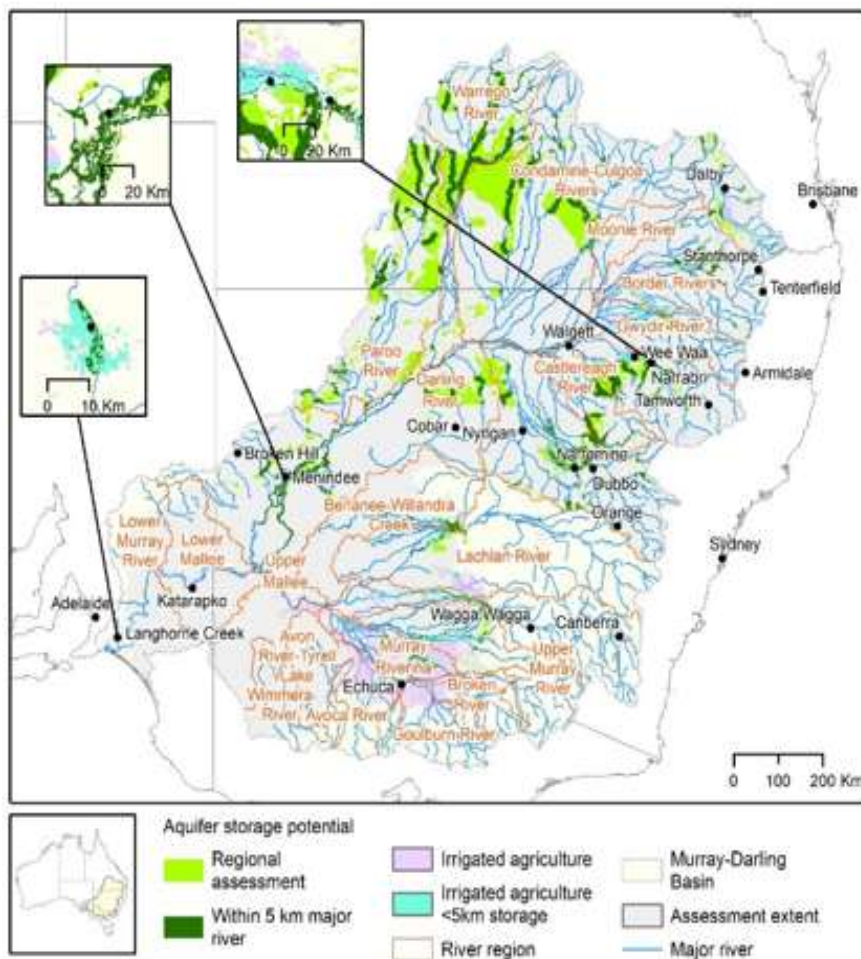 20 Km
0 90 Km
0 10 Km
Warrego
River
Condamine-Culgoa
Rivers
Dalby
Brisbane
Moonie River
Stanthorpe
Border Rivers
Tenterfield
Gwydir River
Walgett
Wee Waa
Paroo
River
Castlereagh
River
Narrabri
Armidale
Darling
River
Tamworth
Cobar
Nyngan
Broken Hill
Narromine
Menindee
Dubbo
Benanee-Willandra
Creek
Orange
Lower
Murray
River
Lower
Mallee
Lachlan River
Sydney
Upper
Mallee
Katarapko
Adelaide
Wagga Wagga
Canberra
Langhorne Creek
Avon
River-Tyrell
Lake
Murray
Riverina
Upper
Murray
River
Wimmera
River
Avoca River
Echuca
Broken
River
Goulburn River
0 100 200 Km
Aquifer storage potential
Regional
assessment
Within 5 km major
river
Irrigated agriculture
Irrigated agriculture
<5km storage
River region
Murray-Darling
Basin
Assessment extent
Major river